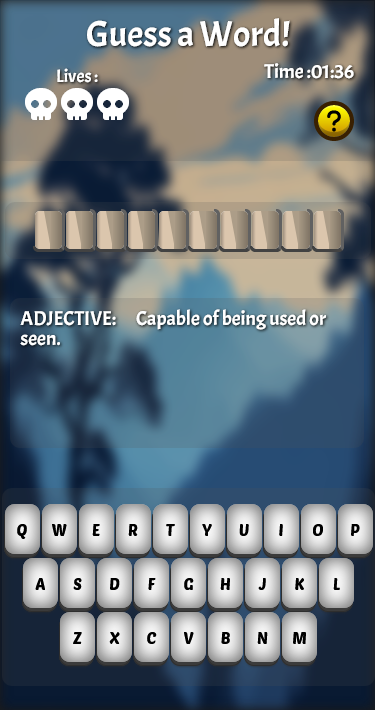 Guess a Word!
Lives :
Time :01:36
?
ADJECTIVE: Capable of being used or
seen.
Q W E R T Y U I O P
A S D F G H J K L
Z X C V B N M